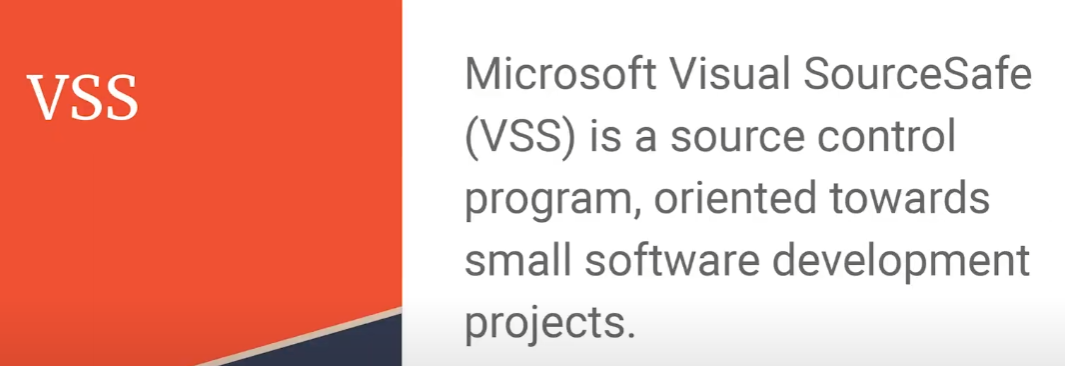 VSS
Microsoft Visual SourceSafe
(VSS) is a source control
program, oriented towards
small software development
projects.